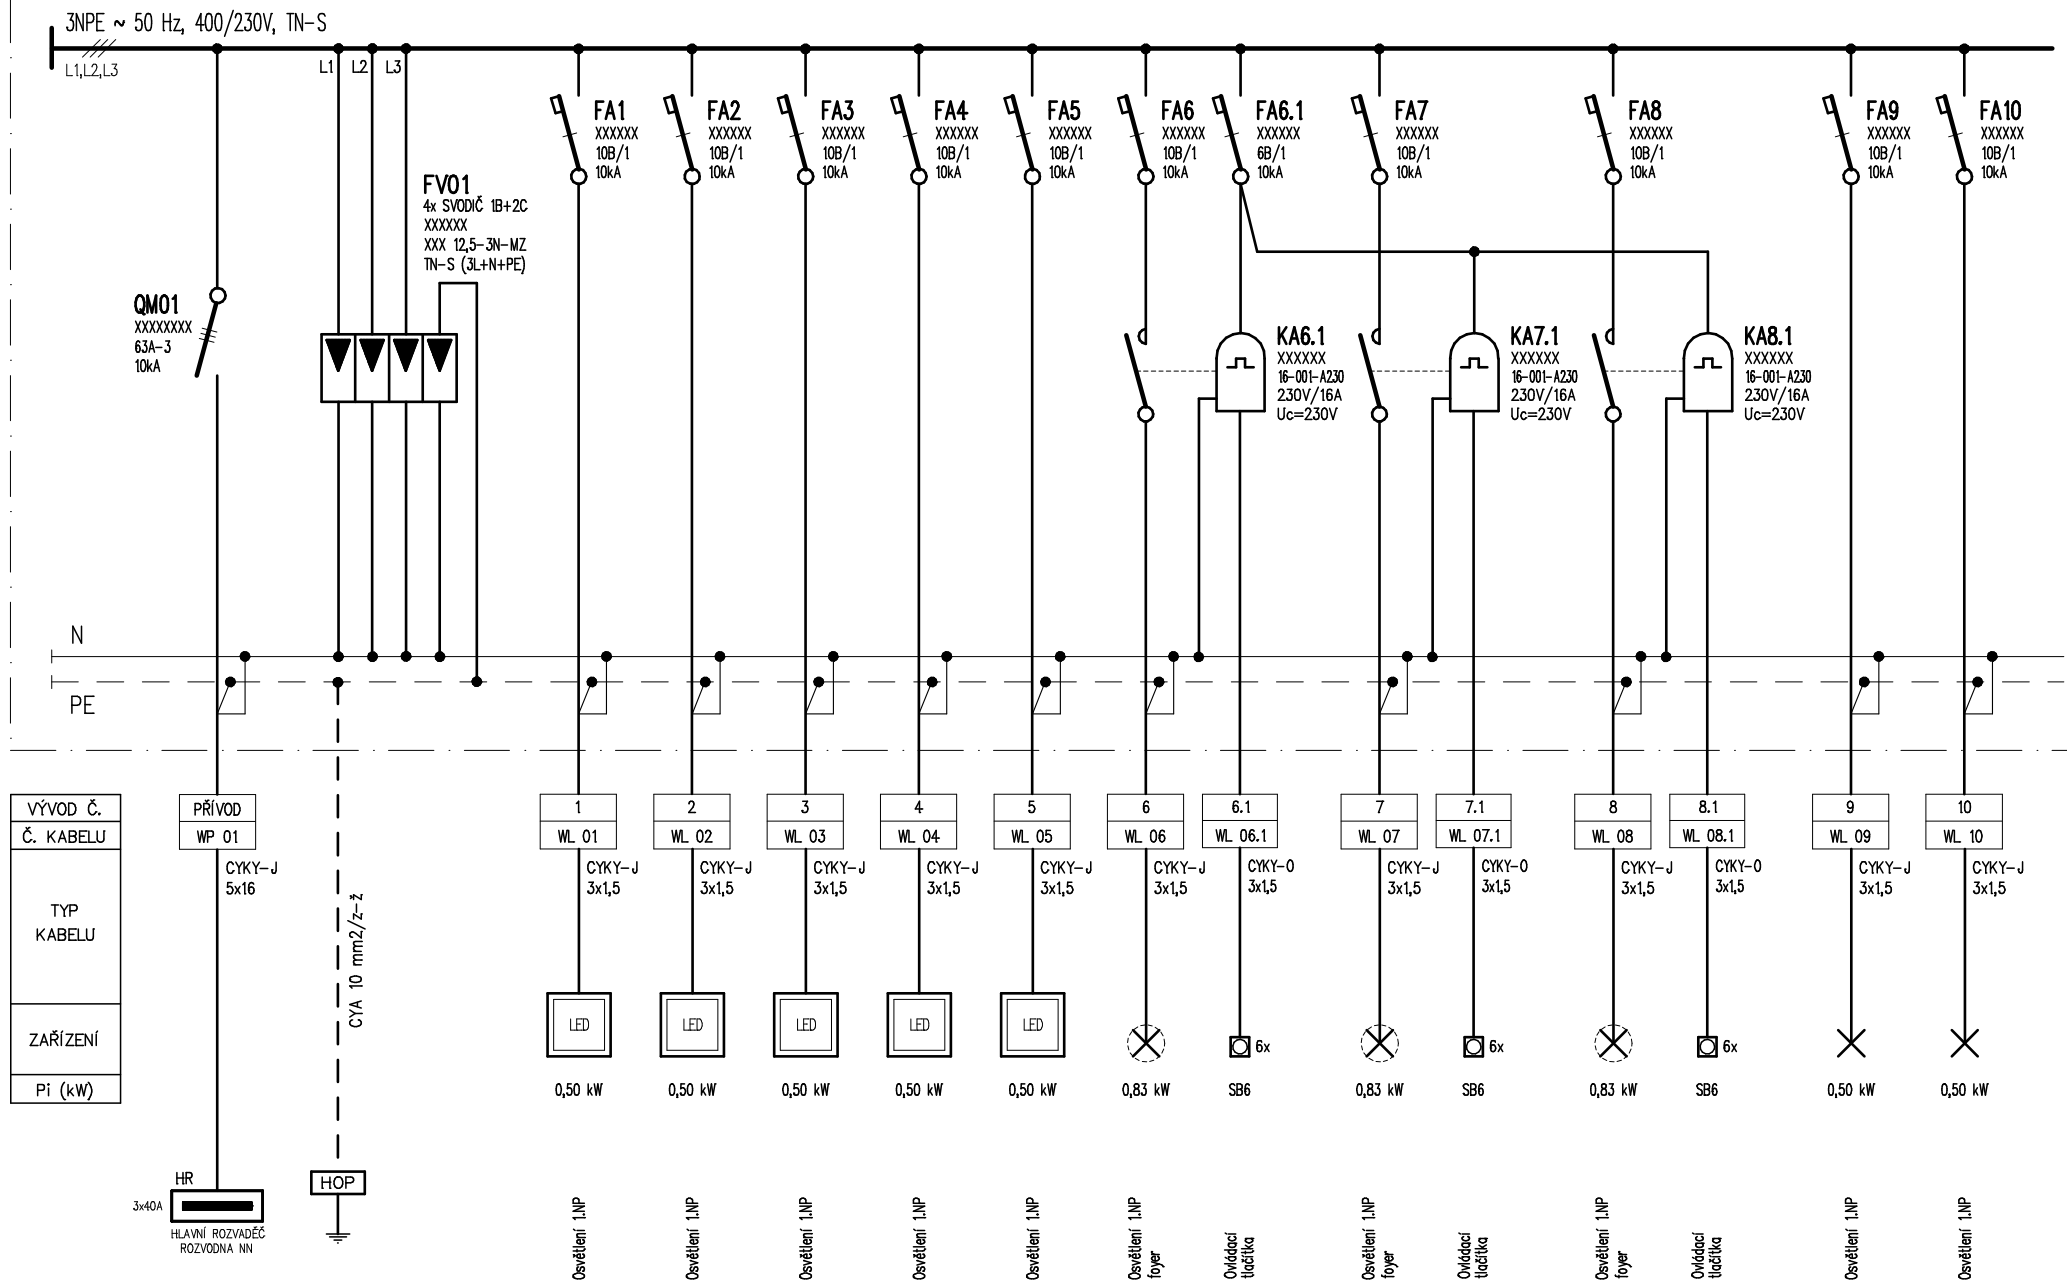 3NPE ~ 50 Hz, 400/230V, TN-S
L1,L2,L3
L1
L2
L3
QM01
XXXXXXXX
63A-3
10kA
FV01
4x SVODIČ 1B+2C
XXXXXX
XXX 12,5-3N-MZ
TN-S (3L+N+PE)
FA1
XXXXXX
10B/1
10kA
FA2
XXXXXX
10B/1
10kA
FA3
XXXXXX
10B/1
10kA
FA4
XXXXXX
10B/1
10kA
FA5
XXXXXX
10B/1
10kA
FA6
XXXXXX
10B/1
10kA
FA6.1
XXXXXX
6B/1
10kA
FA7
XXXXXX
10B/1
10kA
FA8
XXXXXX
10B/1
10kA
FA9
XXXXXX
10B/1
10kA
FA10
XXXXXX
10B/1
10kA
KA6.1
XXXXXX
16-001-A230
230V/16A
Uc=230V
KA7.1
XXXXXX
16-001-A230
230V/16A
Uc=230V
KA8.1
XXXXXX
16-001-A230
230V/16A
Uc=230V
N
PE
VÝVOD Č.
Č. KABELU
TYP
KABELU
ZAŘÍZENÍ
Pi (kW)
PŘÍVOD
WP 01
CYKY-J
5x16
HR
3x40A
HLAVNÍ ROZVADĚČ
ROZVODNA NN
CYA 10 mm2/z-ž
HOP
1
WL 01
CYKY-J
3x1,5
LED
0,50 kW
Osvětlení 1.NP
2
WL 02
CYKY-J
3x1,5
LED
0,50 kW
Osvětlení 1.NP
3
WL 03
CYKY-J
3x1,5
LED
0,50 kW
Osvětlení 1.NP
4
WL 04
CYKY-J
3x1,5
LED
0,50 kW
Osvětlení 1.NP
5
WL 05
CYKY-J
3x1,5
LED
0,50 kW
Osvětlení 1.NP
6
WL 06
CYKY-J
3x1,5
0,83 kW
Osvětlení 1.NP
foyer
6.1
WL 06.1
CYKY-O
3x1,5
6x
SB6
Ovládací
tlačítka
7
WL 07
CYKY-J
3x1,5
0,83 kW
Osvětlení 1.NP
foyer
7.1
WL 07.1
CYKY-O
3x1,5
6x
SB6
Ovládací
tlačítka
8
WL 08
CYKY-J
3x1,5
0,83 kW
Osvětlení 1.NP
foyer
8.1
WL 08.1
CYKY-O
3x1,5
6x
SB6
Ovládací
tlačítka
9
WL 09
CYKY-J
3x1,5
0,50 kW
Osvětlení 1.NP
10
WL 10
CYKY-J
3x1,5
0,50 kW
Osvětlení 1.NP